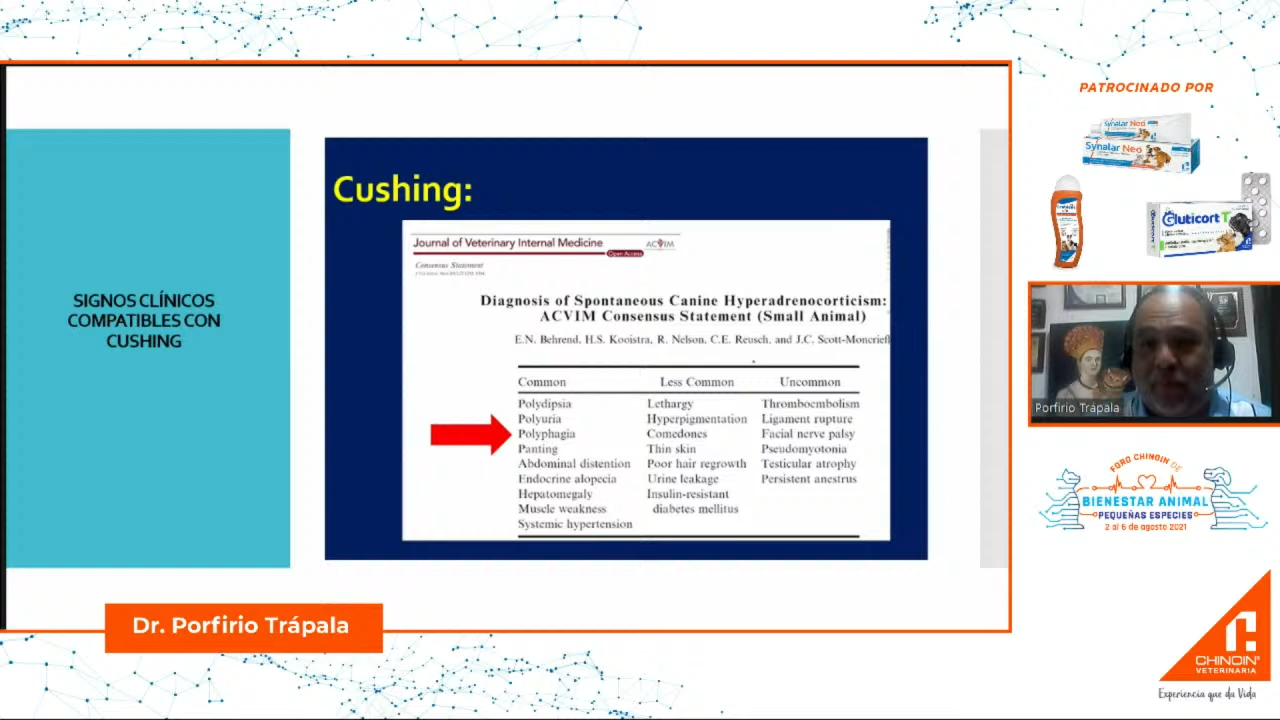 PATROCINADO POR
Synalar Neo
Synalar Neo
Gluticort T
SIGNOS CLÍNICOS
COMPATIBLES CON
CUSHING
Cushing:
Journal of Veterinary Internal Medicine
Open Access
ACVIM
Consensus Statement
Diagnosis of Spontaneous Canine Hyperadrenocorticism:
ACVIM Consensus Statement (Small Animal)
E.N. Behrend, H.S. Kooistra, R. Nelson, C.E. Reusch, and J.C. Scott-Moncrieff
Common Less Common Uncommon
Polydipsia Lethargy Thromboembolism
Polyuria Hyperpigmentation Ligament rupture
Polyphagia Comedones Facial nerve palsy
Panting Thin skin Pseudomyotonia
Abdominal distention Poor hair regrowth Testicular atrophy
Endocrine alopecia Urine leakage Persistent anestrus
Hepatomegaly Insulin-resistant
Muscle weakness diabetes mellitus
Systemic hypertension
Porfirio Trápala
FORO CHINOIN DE
BIENESTAR ANIMAL
PEQUEÑAS ESPECIES
2 al 6 de agosto 2021
Dr. Porfirio Trápala
CHINOIN
VETERINARIA
Experiencia que da Vida